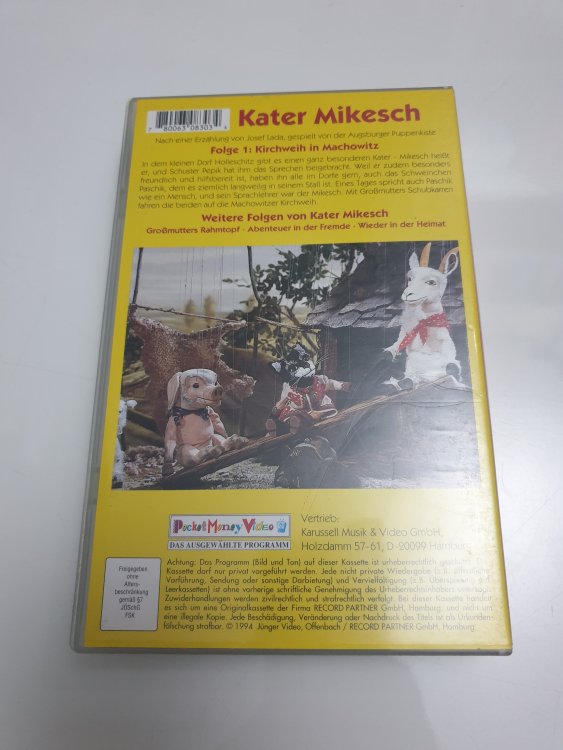 Kater Mikesch
7 80063 08303 4
Nach einer Erzählung von Josef Lada, gespielt von der Augsburger Puppenkiste
Folge 1: Kirchweih in Machowitz
In dem kleinen Dorf Holleschitz gibt es einen ganz besonderen Kater - Mikesch heißt
er, und Schuster Pepik hat ihm das Sprechen beigebracht. Weil er zudem besonders
freundlich und hilfsbereit ist, haben ihn alle im Dorfe gern, auch das Schweinchen
Paschik, dem es ziemlich langweilig in seinem Stall ist. Eines Tages spricht auch Paschik
wie ein Mensch, und sein Sprachlehrer war der Mikesch. Mit Großmutters Schubkarren
fahren die beiden auf die Machowitzer Kirchweih.
Weitere Folgen von Kater Mikesch
Großmutters Rahmtopf · Abenteuer in der Fremde · Wieder in der Heimat
Pocket Money Video
DAS AUSGEWÄHLTE PROGRAMM
Vertrieb:
Karussell Musik & Video GmbH,
Holzdamm 57-61, D-20099 Hamburg
Freigegeben
ohne
Alters-
beschränkung
gemäß §7
JÖSchG
FSK
Achtung: Das Programm (Bild und Ton) auf dieser Kassette ist urheberrechtlich geschützt.
Kassette darf nur privat vorgeführt werden. Jede nicht private Wiedergabe (z.B. öffentliche
Vorführung, Sendung oder sonstige Darbietung) und Vervielfältigung (z.B. Überspielung auf
Leerkassetten) ist ohne vorherige schriftliche Genehmigung des Urheberrechtsinhabers untersagt.
Zuwiderhandlungen werden zivilrechtlich und strafrechtlich verfolgt. Bei dieser Kassette handelt
es sich um eine Originalkassette der Firma RECORD PARTNER GmbH, Hamburg, und nicht um
eine illegale Kopie. Jede Beschädigung, Veränderung oder Nachdruck des Titels ist als Urkunden-
fälschung strafbar. © 1994 Jünger Video, Offenbach / RECORD PARTNER GmbH, Hamburg.